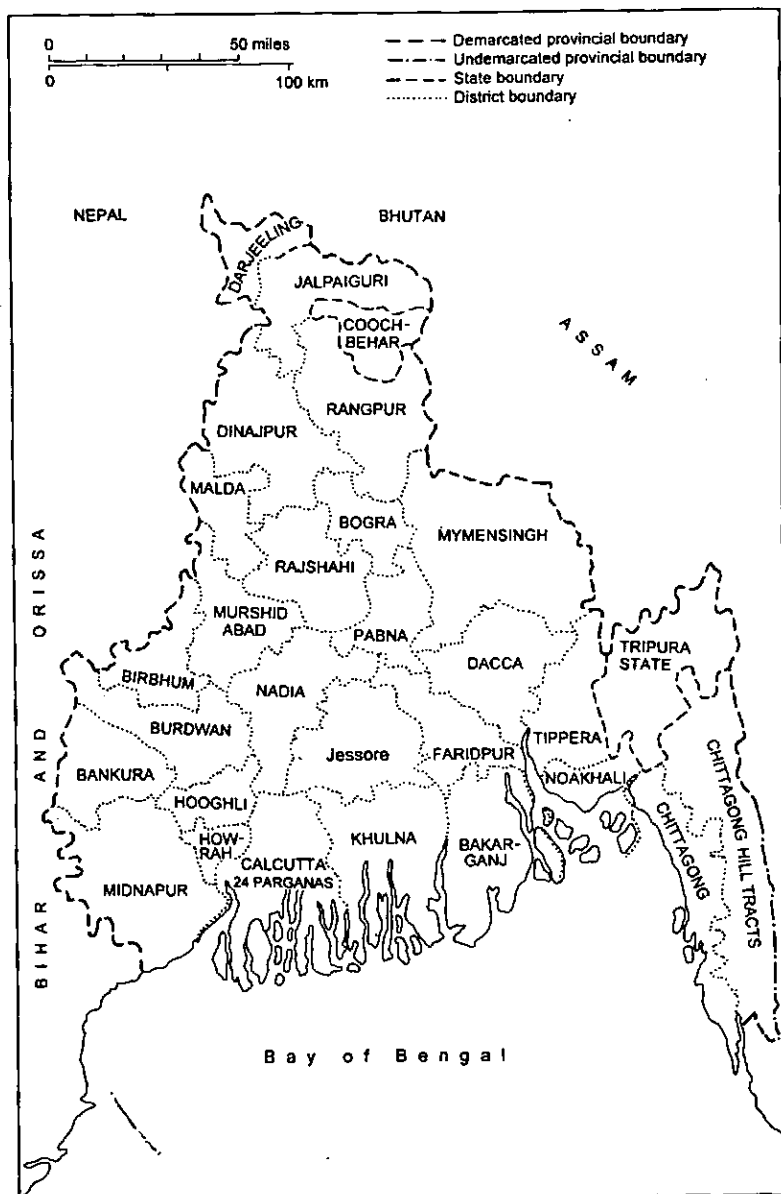 0 50 miles
0 100 km
Demarcated provincial boundary
Undemarcated provincial boundary
State boundary
District boundary
NEPAL
BHUTAN
DARJEELING
JALPAIGURI
COOCH-
BEHAR
ASSAM
RANGPUR
DINAJPUR
MALDA
BOGRA
MYMENSINGH
RAJSHAHI
MURSHID
ABAD
PABNA
DACCA
TRIPURA
STATE
BIRBHUM
NADIA
BURDWAN
Jessore
FARIDPUR
TIPPERA
BANKURA
NOAKHALI
HOOGHLI
HOW-
RAH
CALCUTTA
24 PARGANAS
KHULNA
BAKAR-
GANJ
CHITTAGONG
CHITTAGONG HILL TRACTS
MIDNAPUR
BIHAR AND ORISSA
Bay of Bengal